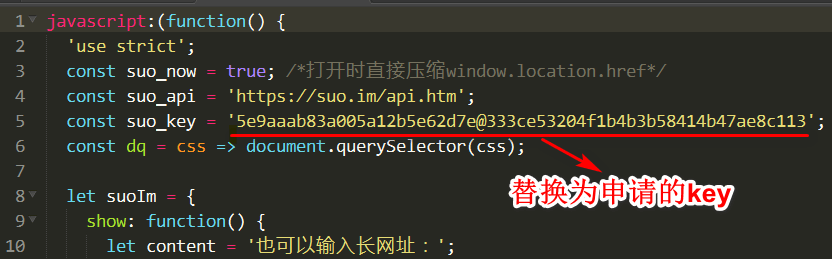 1 javascript:(function() {
2 'use strict';
3 const suo_now = true; /*打开时直接压缩window.location.href*/
4 const suo_api = 'https://suo.im/api.htm';
5 const suo_key = '5e9aaab83a005a12b5e62d7e@333ce53204f1b4b3b58414b47ae8c113';
6 const dq = css => document.querySelector(css);
7
替换为申请的key
8 let suoIm = {
9 show: function() {
10 let content = '也可以输入长网址：';